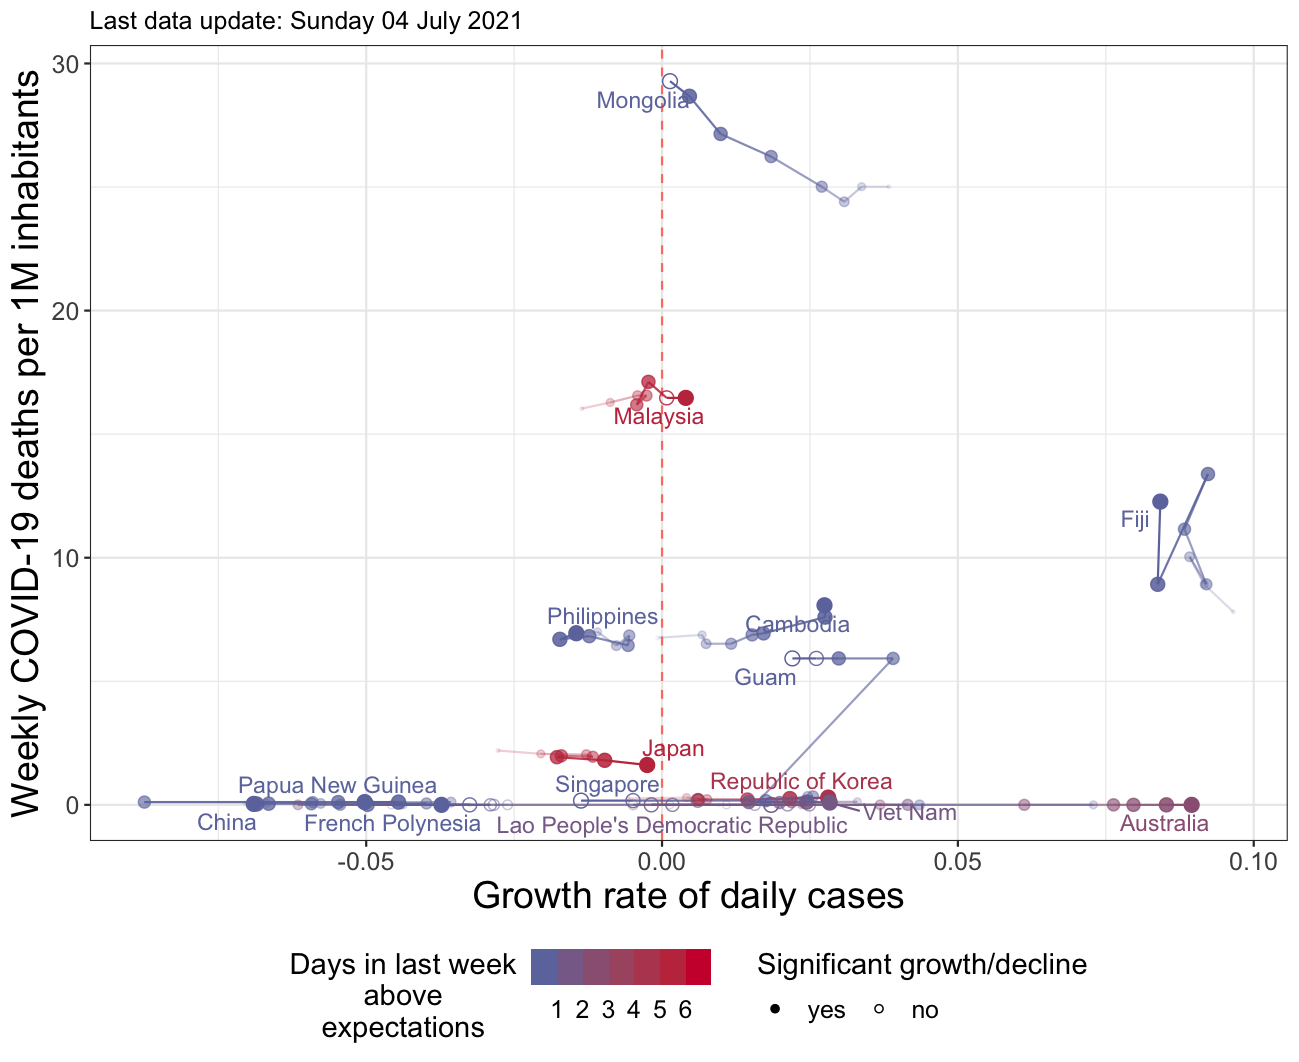 Last data update: Sunday 04 July 2021
Weekly COVID-19 deaths per 1M inhabitants
30
20
10
0
Mongolia
Malaysia
Fiji
Philippines
Cambodia
Guam
Japan
Papua New Guinea
Singapore
Republic of Korea
China
French Polynesia
Lao People's Democratic Republic
Viet Nam
Australia
-0.05
0.00
0.05
0.10
Growth rate of daily cases
Days in last week
above
expectations
1 2 3 4 5 6
Significant growth/decline
yes
no